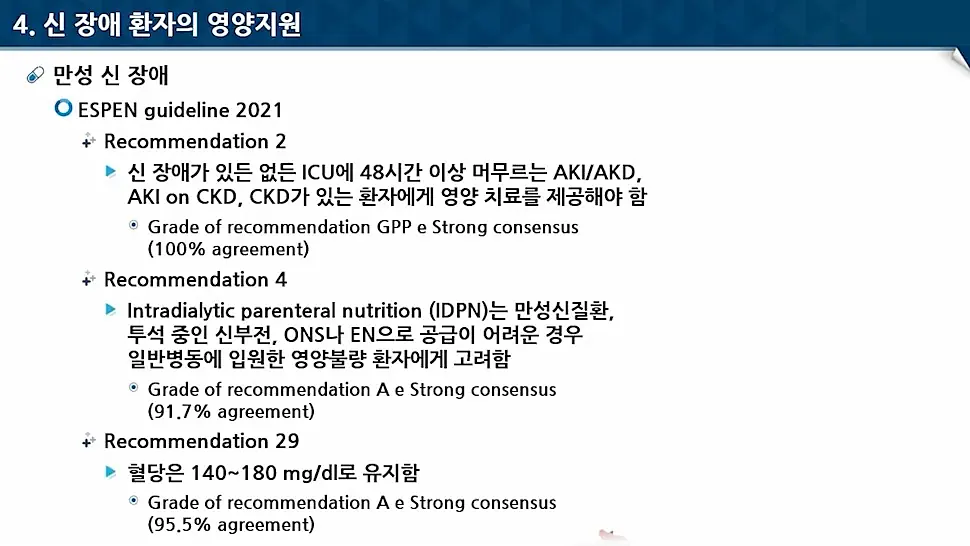 4. 신 장애 환자의 영양지원
만성 신 장애
ESPEN guideline 2021
Recommendation 2
신 장애가 있든 없든 ICU에 48시간 이상 머무르는 AKI/AKD,
AKI on CKD, CKD가 있는 환자에게 영양 치료를 제공해야 함
Grade of recommendation GPP e Strong consensus
(100% agreement)
Recommendation 4
Intradialytic parenteral nutrition (IDPN)는 만성신질환,
투석 중인 신부전, ONS나 EN으로 공급이 어려운 경우
일반병동에 입원한 영양불량 환자에게 고려함
Grade of recommendation A e Strong consensus
(91.7% agreement)
Recommendation 29
혈당은 140~180 mg/dl로 유지함
Grade of recommendation A e Strong consensus
(95.5% agreement)